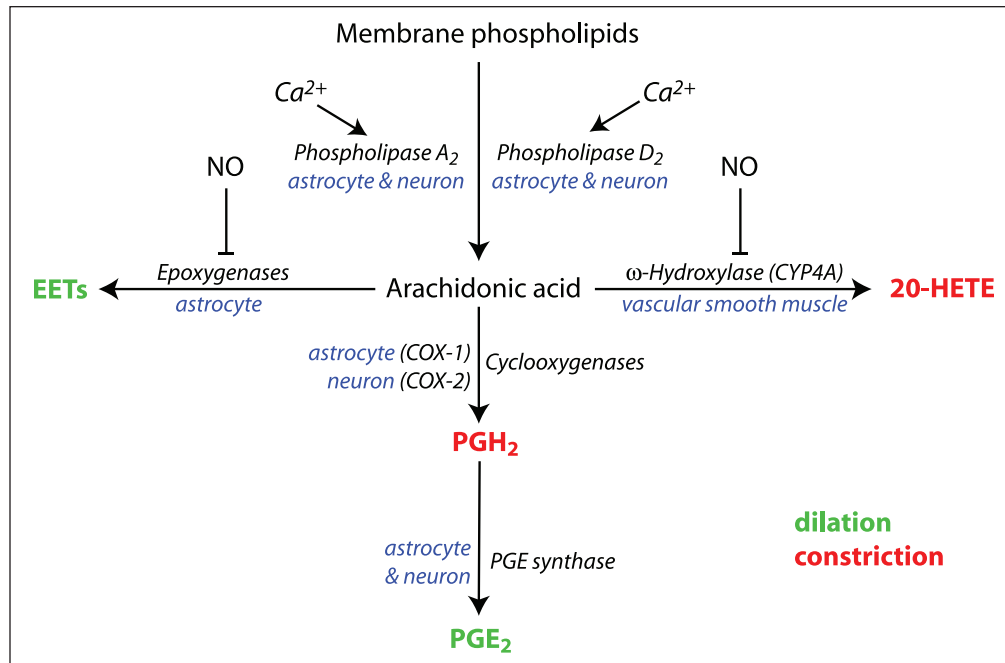 Membrane phospholipids
Ca²⁺
Ca²⁺
Phospholipase A₂
astrocyte & neuron
Phospholipase D₂
astrocyte & neuron
NO
NO
Epoxygenases
astrocyte
ω-Hydroxylase (CYP4A)
vascular smooth muscle
EETs
Arachidonic acid
20-HETE
astrocyte (COX-1)
neuron (COX-2)
Cyclooxygenases
PGH₂
astrocyte
& neuron
PGE synthase
PGE₂
dilation
constriction